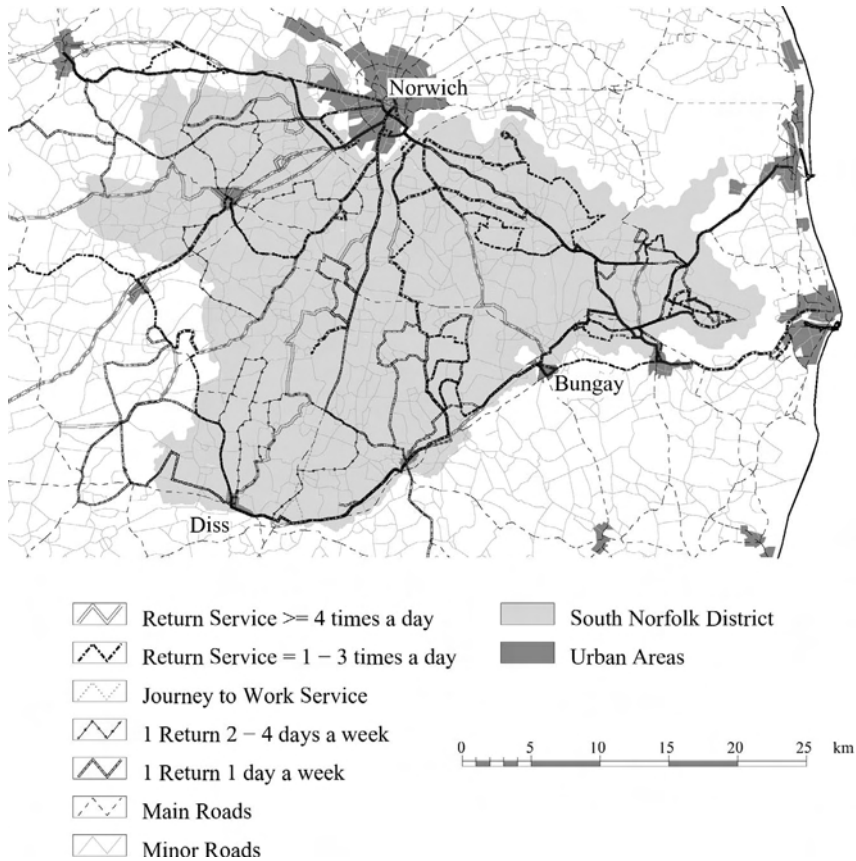 Norwich
Bungay
Diss
Return Service >= 4 times a day
Return Service = 1 − 3 times a day
Journey to Work Service
1 Return 2 − 4 days a week
1 Return 1 day a week
Main Roads
Minor Roads
South Norfolk District
Urban Areas
0 5 10 15 20 25 km